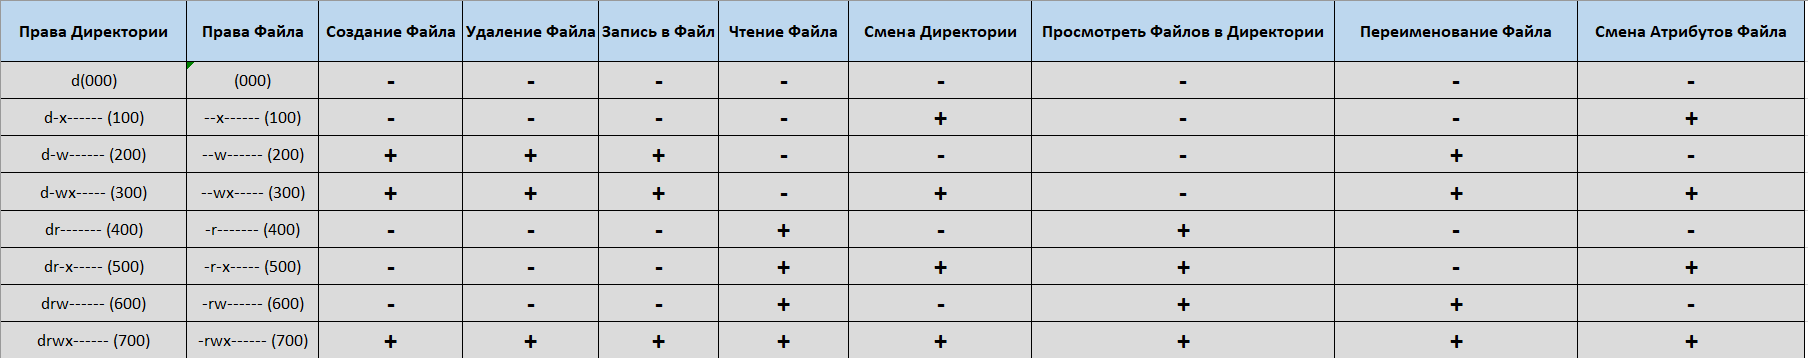 Права Директории Права Файла Создание Файла Удаление Файла Запись в Файл Чтение Файла Смена Директории Просмотреть Файлов в Директории Переименование Файла Смена Атрибутов Файла
d(000) (000) - - - - - - - -
d-x------ (100) --x------ (100) - - - - + - - +
d-w------ (200) --w------ (200) + + + - - - + -
d-wx----- (300) --wx----- (300) + + + - + - + +
dr------- (400) -r------- (400) - - - + - + - -
dr-x----- (500) -r-x----- (500) - - - + + + - +
drw------ (600) -rw------ (600) - - - + - + + -
drwx------ (700) -rwx------ (700) + + + + + + + +